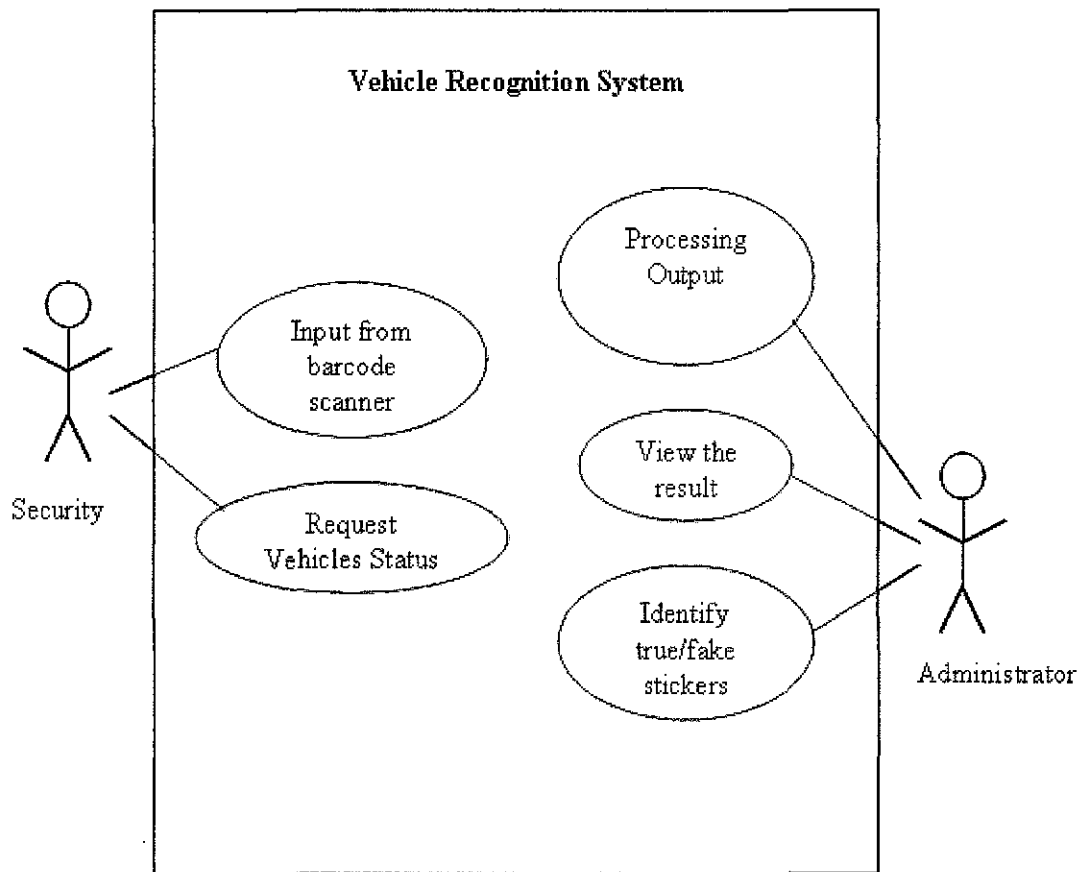 Vehicle Recognition System
Processing
Output
Input from
barcode
scanner
View the
result
Security
Request
Vehicles Status
Identify
true/fake
stickers
Administrator